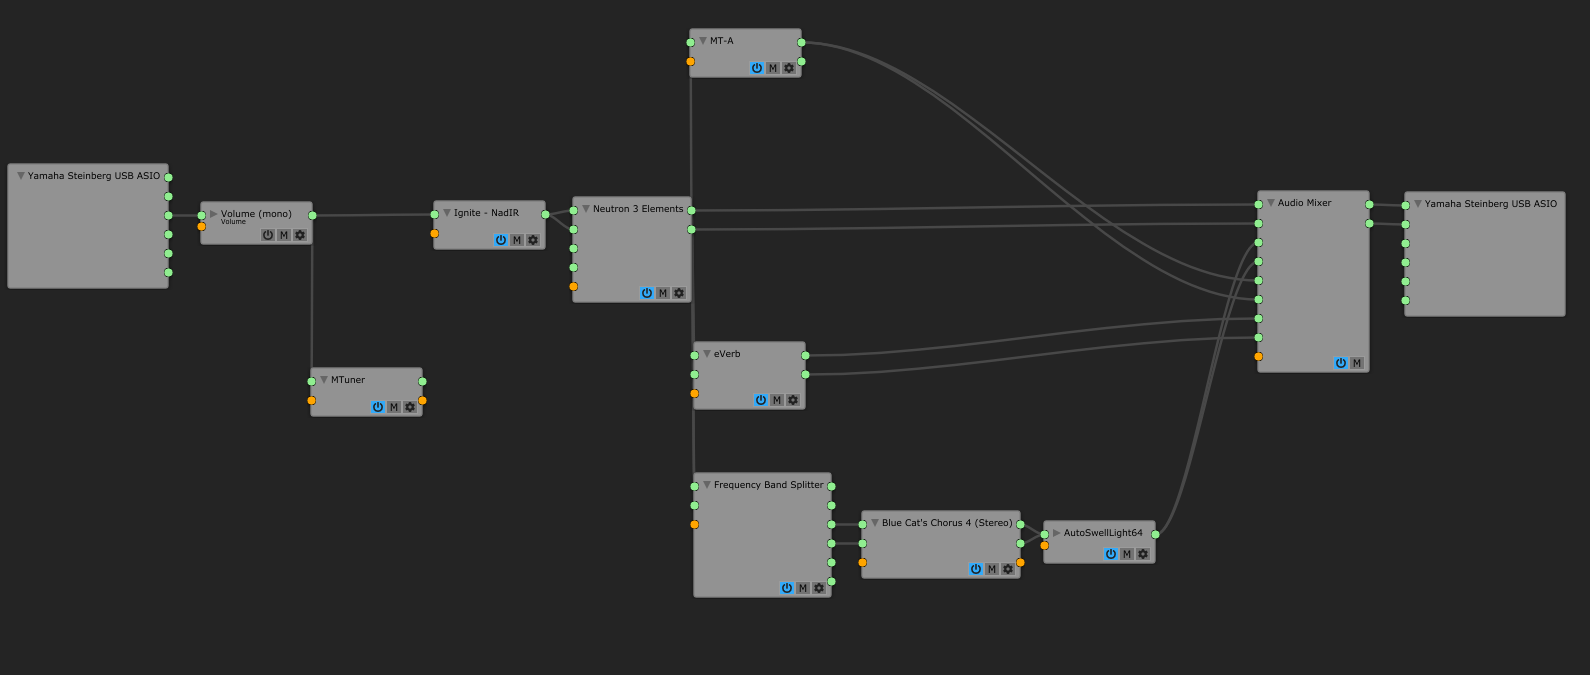 MT-A
M
Yamaha Steinberg USB ASIO
Volume (mono)
Volume
M
Ignite - NadIR
M
Neutron 3 Elements
M
Audio Mixer
M
Yamaha Steinberg USB ASIO
MTuner
M
eVerb
M
Frequency Band Splitter
M
Blue Cat's Chorus 4 (Stereo)
M
AutoSwellLight64
M